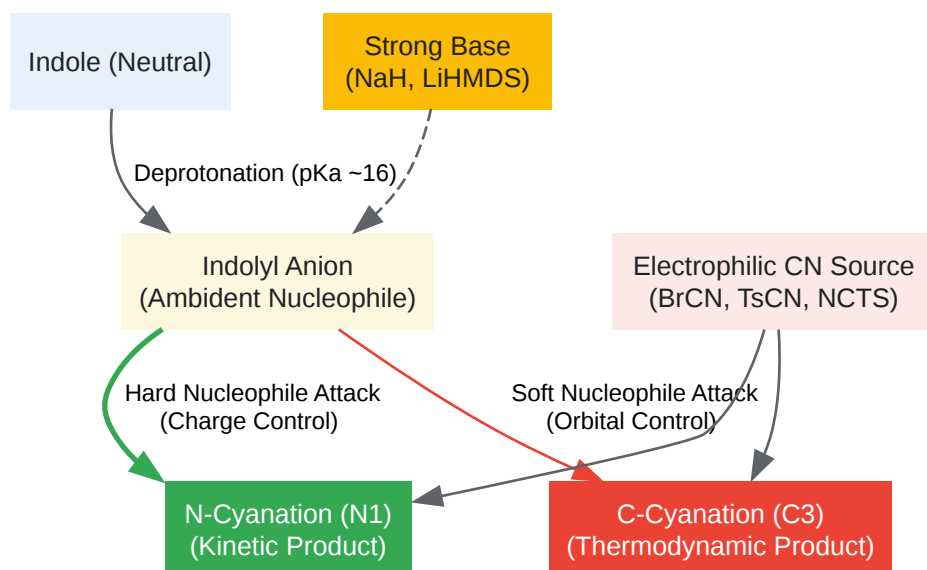 Indole (Neutral)
Strong Base
(NaH, LiHMDS)
Deprotonation (pKa ~16)
Indolyl Anion
(Ambident Nucleophile)
Electrophilic CN Source
(BrCN, TsCN, NCTS)
Hard Nucleophile Attack
(Charge Control)
Soft Nucleophile Attack
(Orbital Control)
N-Cyanation (N1)
(Kinetic Product)
C-Cyanation (C3)
(Thermodynamic Product)